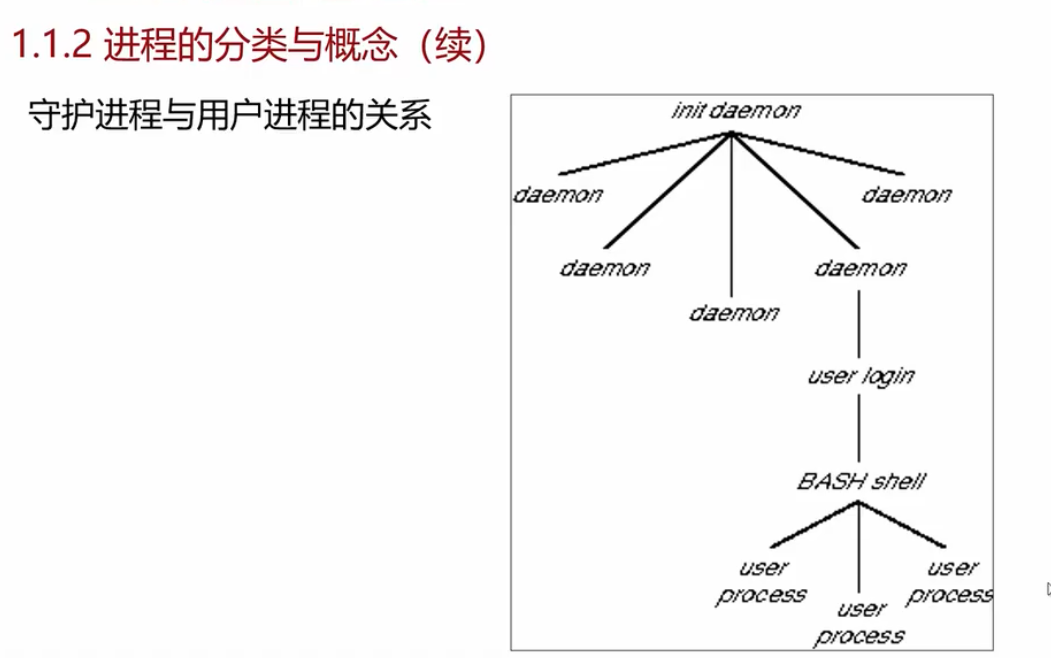 1.1.2 进程的分类与概念（续）
守护进程与用户进程的关系
init daemon
daemon
daemon
daemon
daemon
daemon
user login
BASH shell
user
process
user
process
user
process